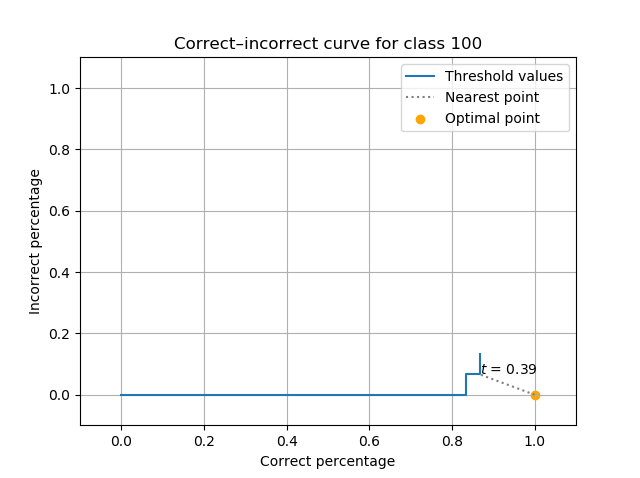 Correct–incorrect curve for class 100
Threshold values
Nearest point
Optimal point
Incorrect percentage
1.0
0.8
0.6
0.4
0.2
0.0
t = 0.39
0.0 0.2 0.4 0.6 0.8 1.0
Correct percentage